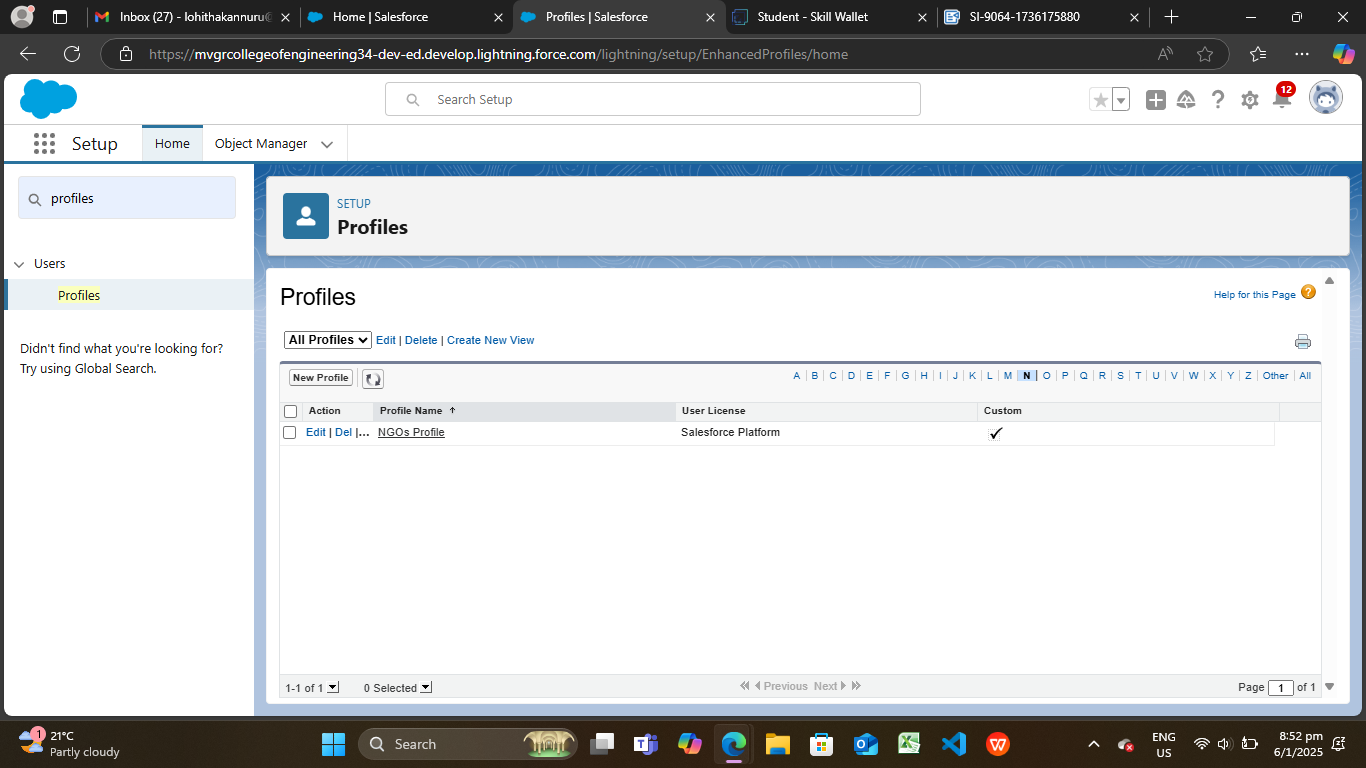 Inbox (27) - lohithakannuru@
Home | Salesforce
Profiles | Salesforce
Student - Skill Wallet
SI-9064-1736175880
https://mvgrcollegeofengineering34-dev-ed.develop.lightning.force.com/lightning/setup/EnhancedProfiles/home
Search Setup
12
Setup
Home
Object Manager
profiles
Users
Profiles
Didn't find what you're looking for?
Try using Global Search.
SETUP
Profiles
Profiles
Help for this Page ?
All Profiles Edit | Delete | Create New View
New Profile
A | B | C | D | E | F | G | H | I | J | K | L | M | N | O | P | Q | R | S | T | U | V | W | X | Y | Z | Other | All
Action Profile Name ↑ User License Custom
Edit | Del |... NGOs Profile Salesforce Platform ✓
1-1 of 1 0 Selected Previous Next Page 1 of 1
1
21°C
Partly cloudy
Search
ENG
US
8:52 pm
6/1/2025